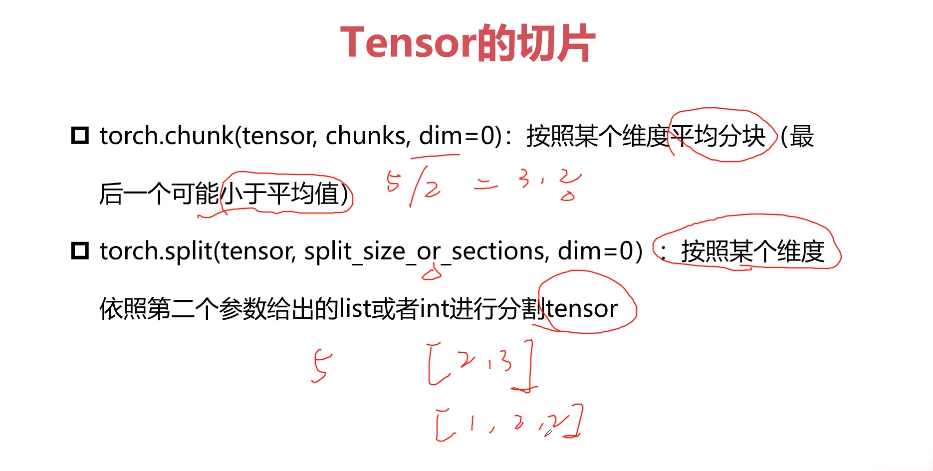 Tensor的切片
torch.chunk(tensor, chunks, dim=0)：按照某个维度平均分块（最
后一个可能小于平均值）
5/2 = 3.2
torch.split(tensor, split_size_or_sections, dim=0)：按照某个维度
依照第二个参数给出的list或者int进行分割tensor
5 [2,3]
[1,2,2]